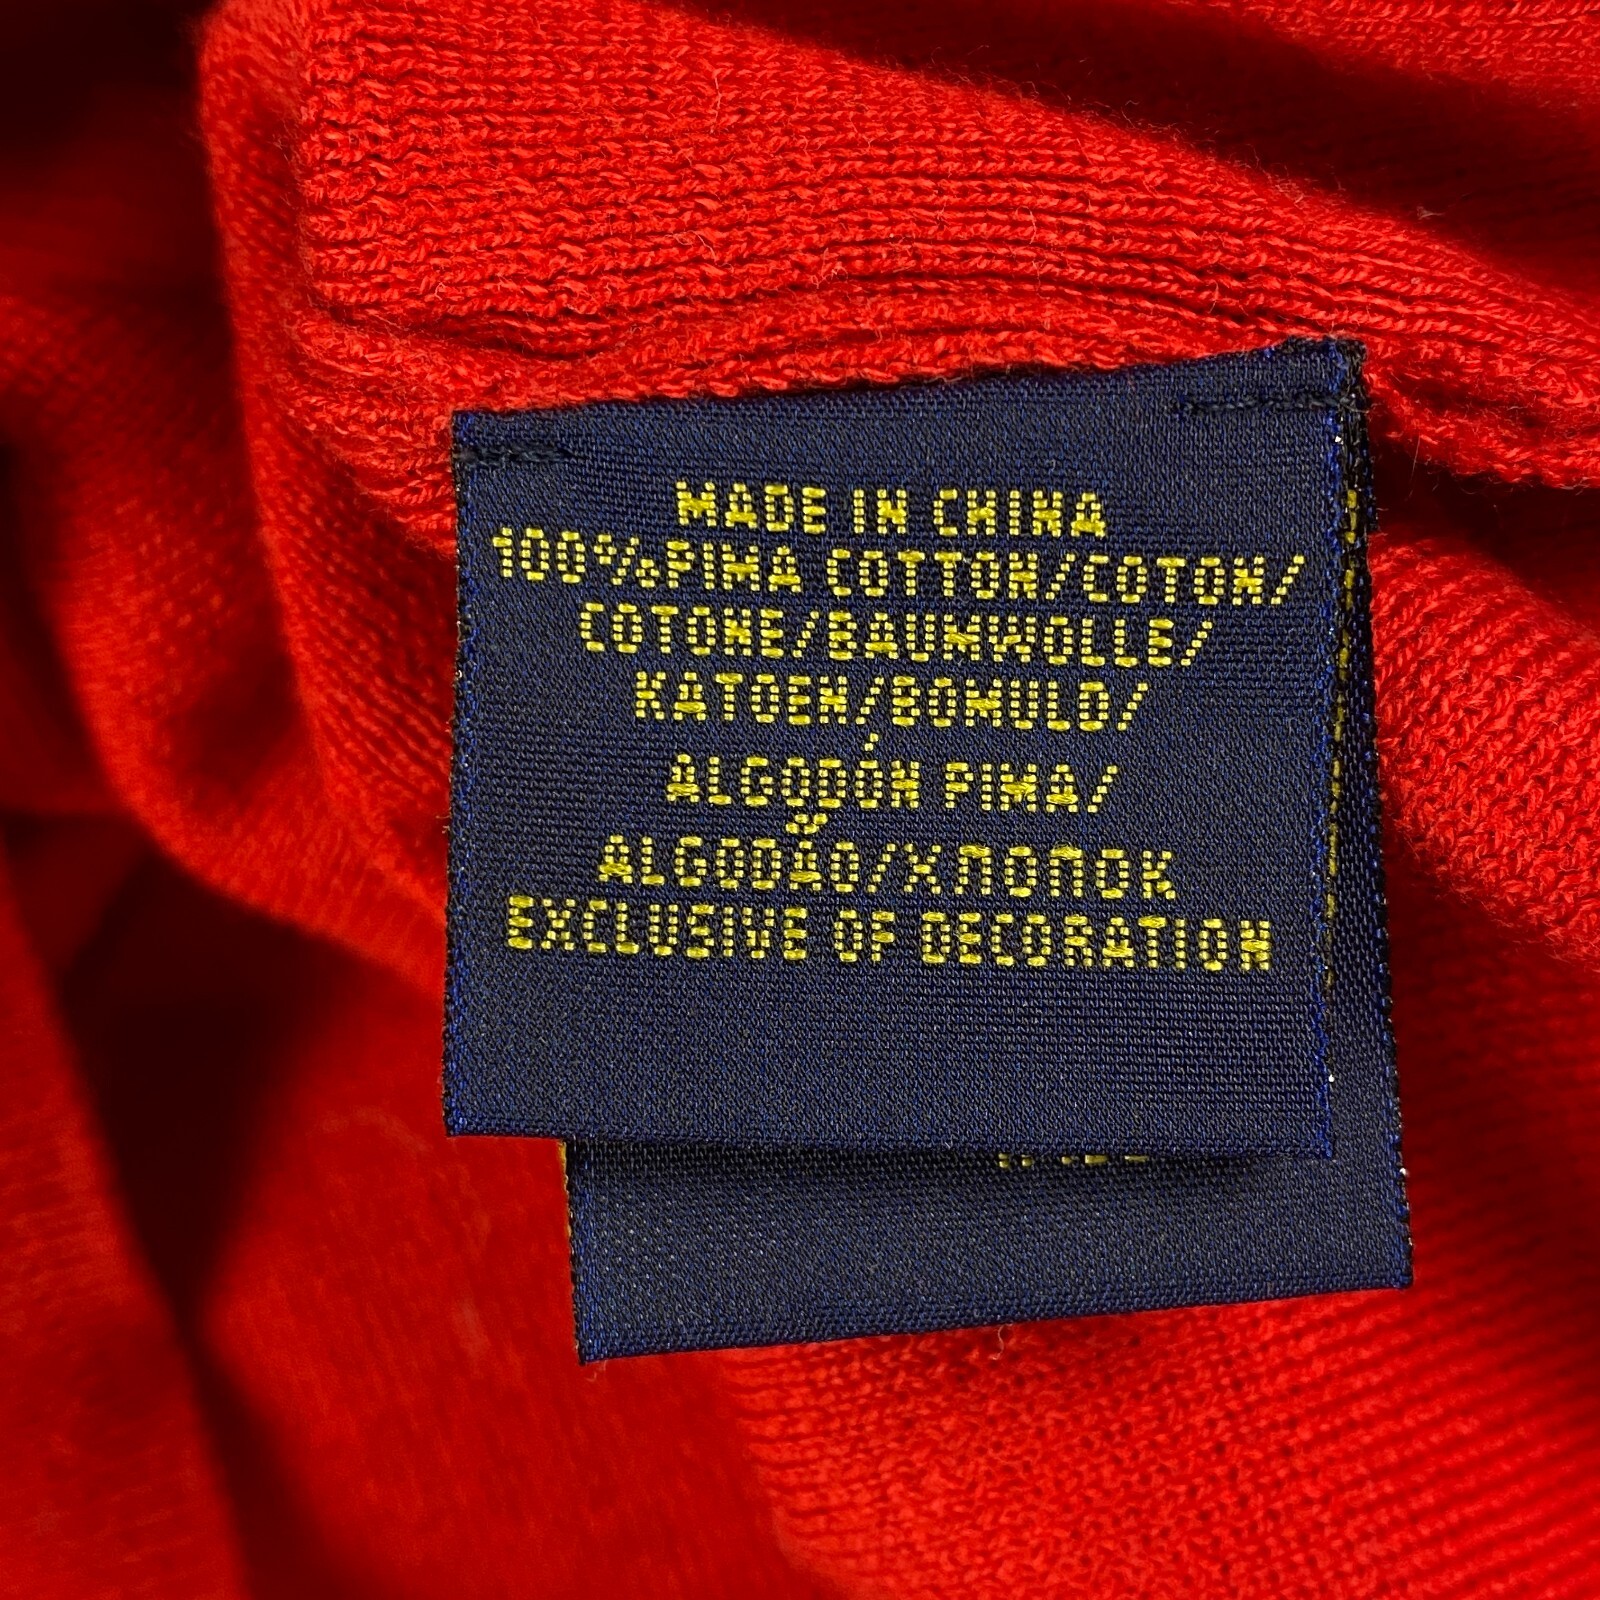 MADE IN CHINA
100%PIMA COTTON/COTON/
COTONE/BAUMWOLLE/
KATOEN/BOMULD/
ALGODÓN PIMA/
ALGODÃO/ХЛОПОК
EXCLUSIVE OF DECORATION